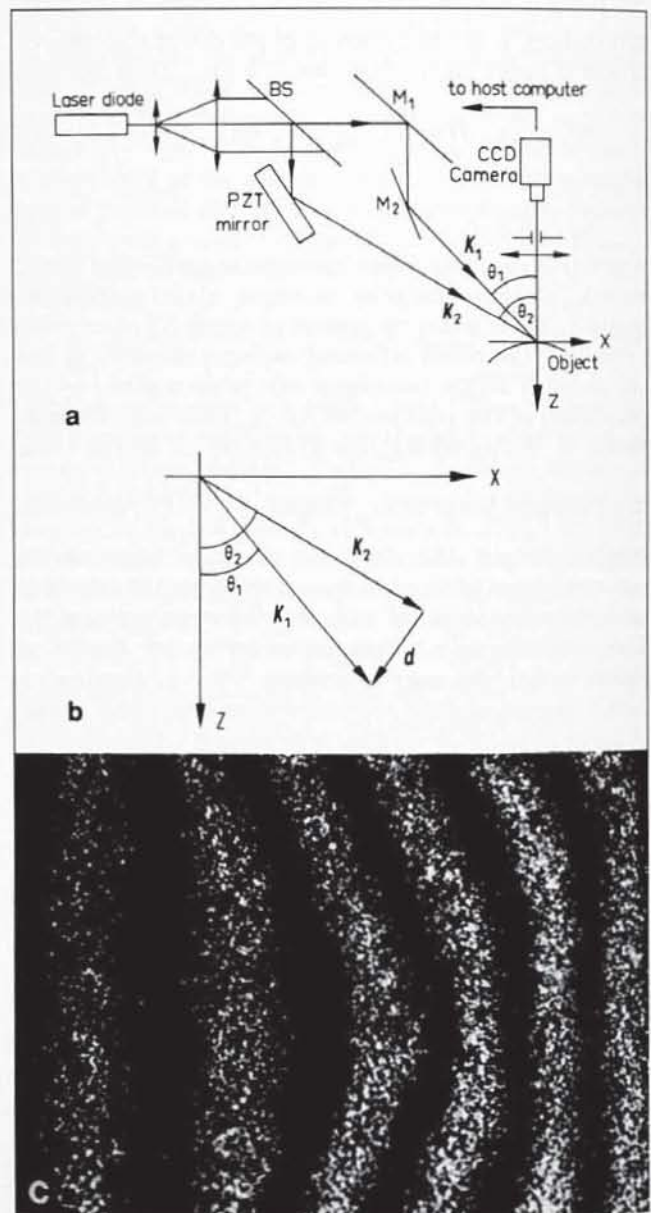 Laser diode
BS
M₁
to host computer
CCD
Camera
PZT
mirror
M₂
K₁
θ₁
K₂
θ₂
X
Object
Z
a
X
θ₂
K₂
θ₁
K₁
d
b
Z
C